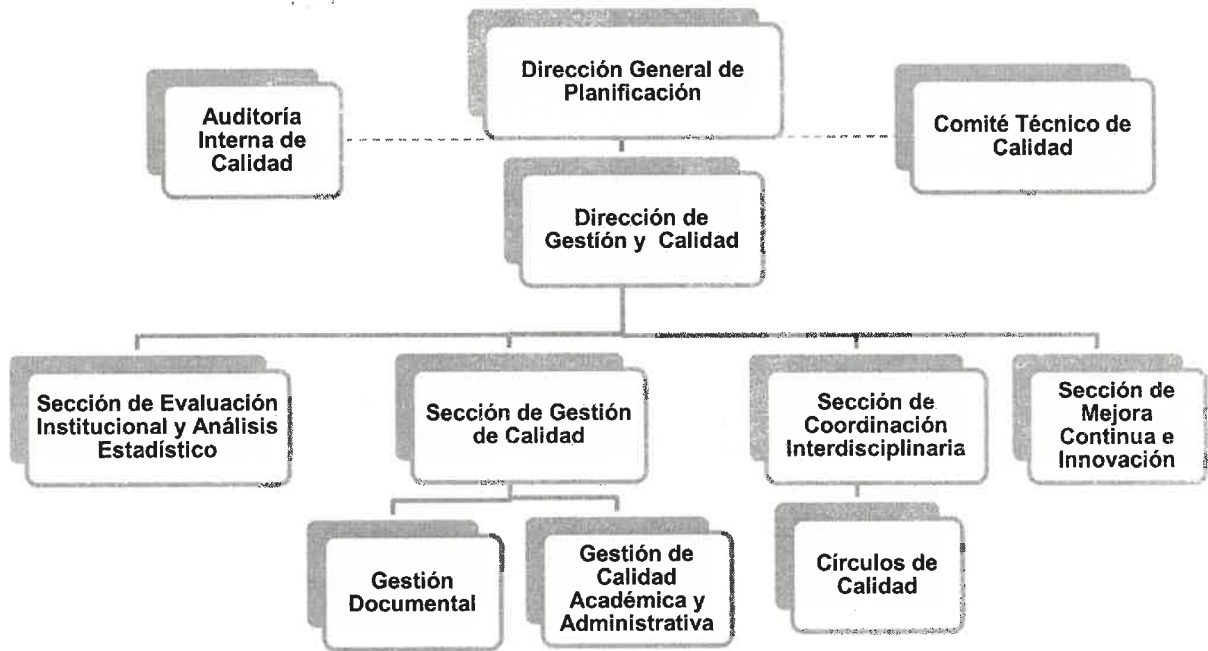 Dirección General de
Planificación
Auditoría
Interna de
Calidad
Comité Técnico de
Calidad
Dirección de
Gestión y Calidad
Sección de Evaluación
Institucional y Análisis
Estadístico
Sección de Gestión
de Calidad
Sección de
Coordinación
Interdisciplinaria
Sección de
Mejora
Continua e
Innovación
Gestión
Documental
Gestión de
Calidad
Académica y
Administrativa
Círculos de
Calidad